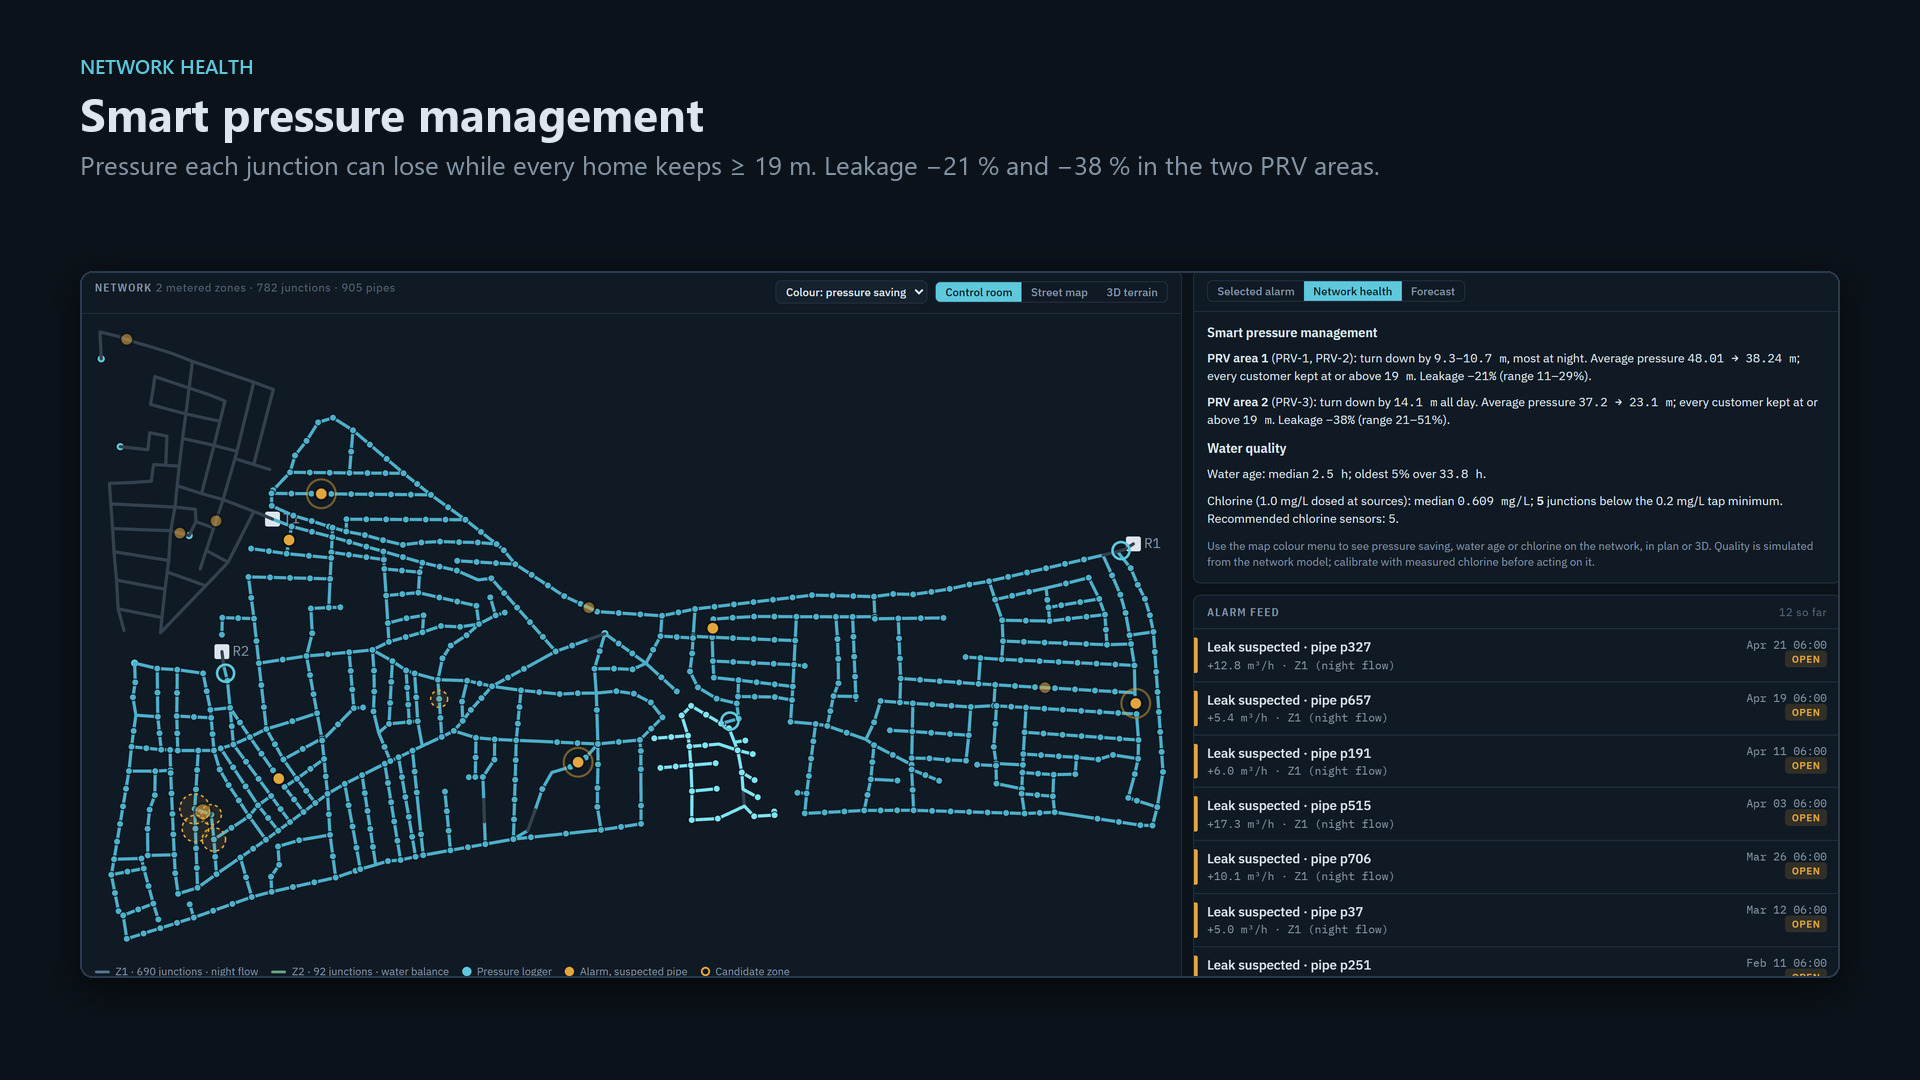 NETWORK HEALTH
Smart pressure management
Pressure each junction can lose while every home keeps ≥ 19 m. Leakage −21 % and −38 % in the two PRV areas.
NETWORK 2 metered zones · 782 junctions · 905 pipes
Colour: pressure saving
Control room
Street map
3D terrain
R1
R2
Z1 · 690 junctions · night flow
Z2 · 92 junctions · water balance
Pressure logger
Alarm, suspected pipe
Candidate zone
Selected alarm
Network health
Forecast
Smart pressure management
PRV area 1 (PRV-1, PRV-2): turn down by 9.3–10.7 m, most at night. Average pressure 48.01 → 38.24 m;
every customer kept at or above 19 m. Leakage −21% (range 11–29%).
PRV area 2 (PRV-3): turn down by 14.1 m all day. Average pressure 37.2 → 23.1 m; every customer kept at or
above 19 m. Leakage −38% (range 21–51%).
Water quality
Water age: median 2.5 h; oldest 5% over 33.8 h.
Chlorine (1.0 mg/L dosed at sources): median 0.609 mg/L; 5 junctions below the 0.2 mg/L tap minimum.
Recommended chlorine sensors: 5.
Use the map colour menu to see pressure saving, water age or chlorine on the network, in plan or 3D. Quality is simulated
from the network model; calibrate with measured chlorine before acting on it.
ALARM FEED
12 so far
Leak suspected · pipe p327
Apr 21 06:00
+12.8 m³/h · Z1 (night flow)
OPEN
Leak suspected · pipe p657
Apr 19 06:00
+5.4 m³/h · Z1 (night flow)
OPEN
Leak suspected · pipe p191
Apr 11 06:00
+6.0 m³/h · Z1 (night flow)
OPEN
Leak suspected · pipe p515
Apr 03 06:00
+17.3 m³/h · Z1 (night flow)
OPEN
Leak suspected · pipe p706
Mar 26 06:00
+10.1 m³/h · Z1 (night flow)
OPEN
Leak suspected · pipe p37
Mar 12 06:00
+5.0 m³/h · Z1 (night flow)
OPEN
Leak suspected · pipe p251
Feb 11 06:00
OPEN